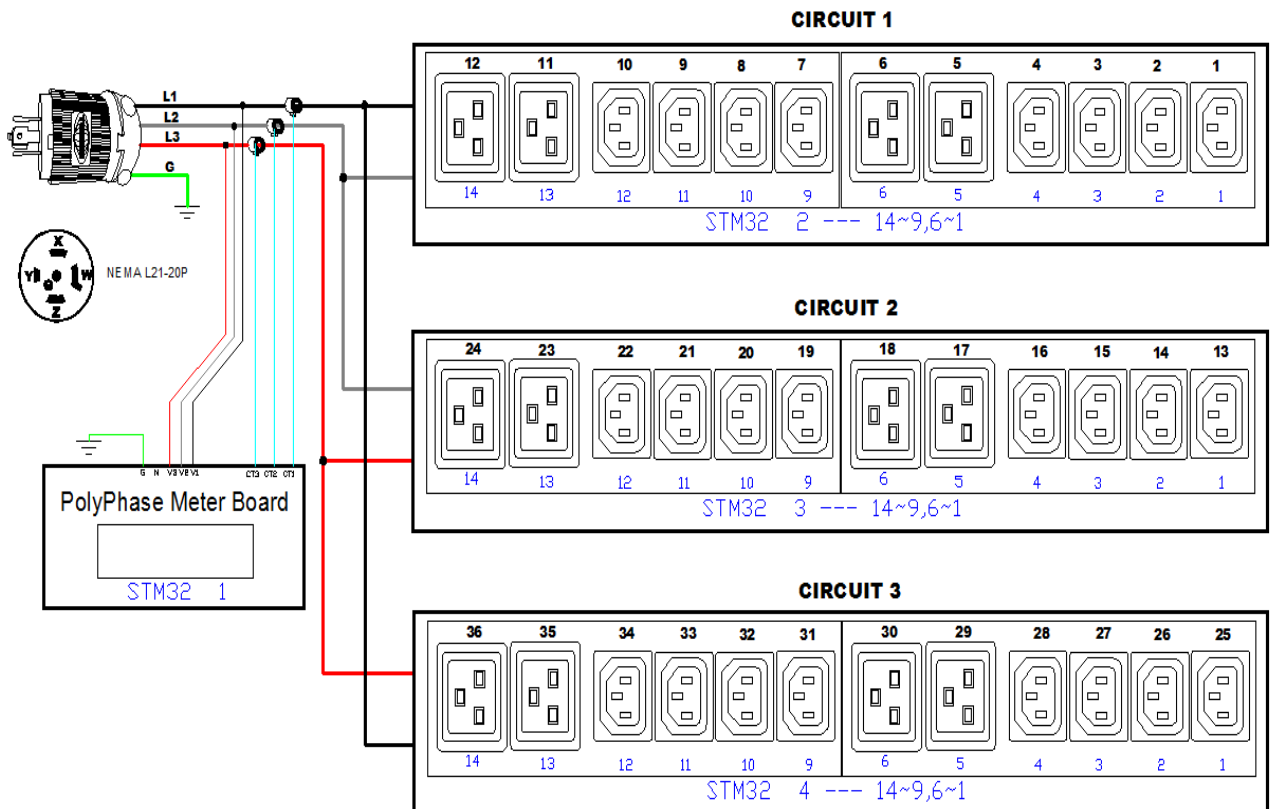 CIRCUIT 1
12 11 10 9 8 7 6 5 4 3 2 1
14 13 12 11 10 9 6 5 4 3 2 1
STM32 2 --- 14~9,6~1
L1
L2
L3
G
X
Y W
G
Z
NEMA L21-20P
CIRCUIT 2
24 23 22 21 20 19 18 17 16 15 14 13
14 13 12 11 10 9 6 5 4 3 2 1
STM32 3 --- 14~9,6~1
G N V3 V2 V1 CT3 CT2 CT1
PolyPhase Meter Board
STM32 1
CIRCUIT 3
36 35 34 33 32 31 30 29 28 27 26 25
14 13 12 11 10 9 6 5 4 3 2 1
STM32 4 --- 14~9,6~1